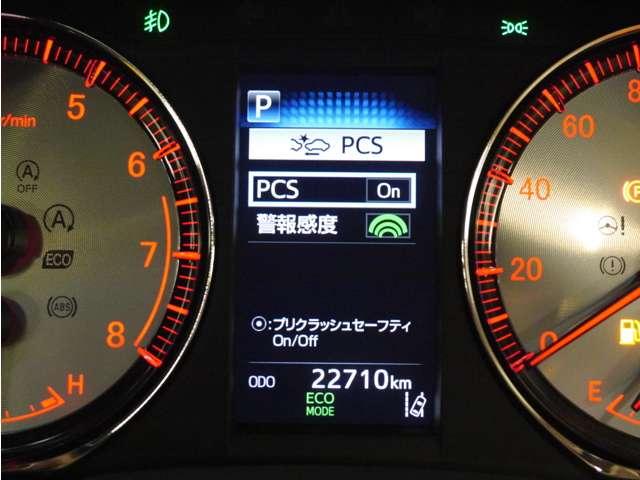 5
r/min
6
OFF
A
ECO
7
ABS
8
H
P
PCS
PCS On
警報感度
:プリクラッシュセーフティ
On/Off
ODO 22710km
ECO
MODE
8
60
40
20
0
E